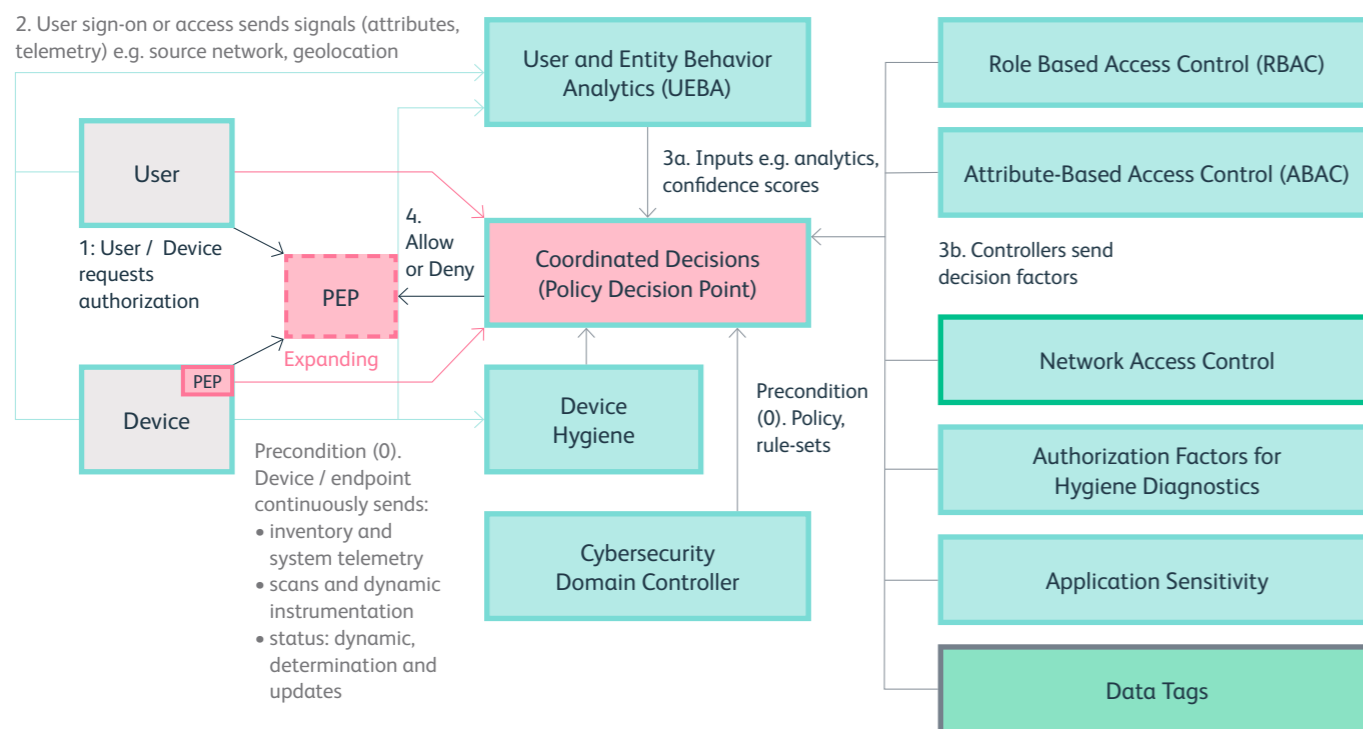 2. User sign-on or access sends signals (attributes,
telemetry) e.g. source network, geolocation
User and Entity Behavior
Analytics (UEBA)
Role Based Access Control (RBAC)
User
3a. Inputs e.g. analytics,
confidence scores
Attribute-Based Access Control (ABAC)
1: User / Device
requests
authorization
4.
Allow
or Deny
PEP
Expanding
Coordinated Decisions
(Policy Decision Point)
3b. Controllers send
decision factors
Network Access Control
PEP
Device
Device
Hygiene
Precondition
(0). Policy,
rule-sets
Precondition (0).
Device / endpoint
continuously sends:
• inventory and
system telemetry
• scans and dynamic
instrumentation
• status: dynamic,
determination and
updates
Authorization Factors for
Hygiene Diagnostics
Cybersecurity
Domain Controller
Application Sensitivity
Data Tags